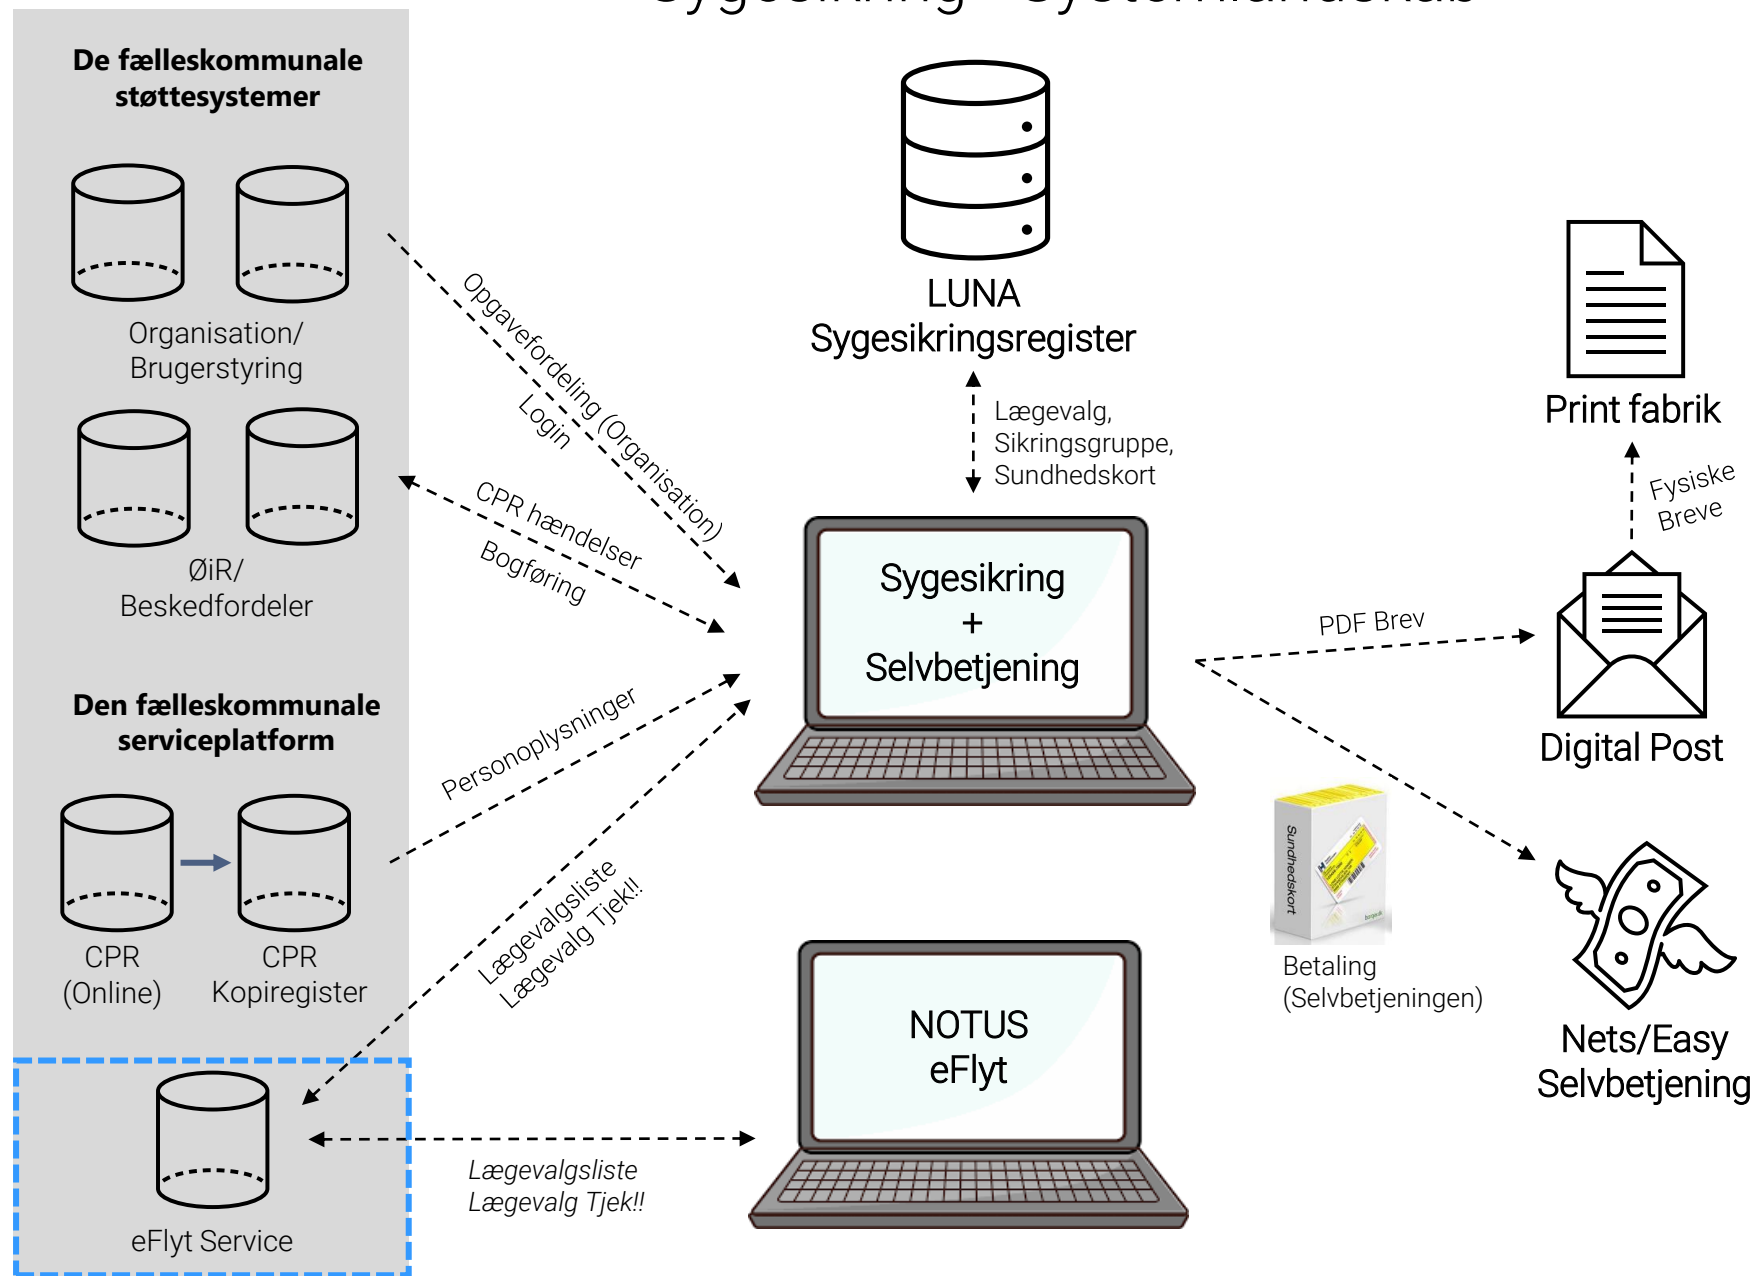 Sygesikring - Systemlandskab
De fælleskommunale
støttesystemer
Organisation/
Brugerstyring
ØiR/
Beskedfordeler
Den fælleskommunale
serviceplatform
CPR
(Online)
CPR
Kopiregister
eFlyt Service
Opgavefordeling (Organisation)
Login
CPR hændelser
Bogføring
Personoplysninger
Lægevalgsliste
Lægevalg Tjek!!
Lægevalgsliste
Lægevalg Tjek!!
LUNA
Sygesikringsregister
Lægevalg,
Sikringsgruppe,
Sundhedskort
Sygesikring
+
Selvbetjening
NOTUS
eFlyt
PDF Brev
Print fabrik
Fysiske
Breve
Digital Post
Sundhedskort
Betaling
(Selvbetjeningen)
Nets/Easy
Selvbetjening